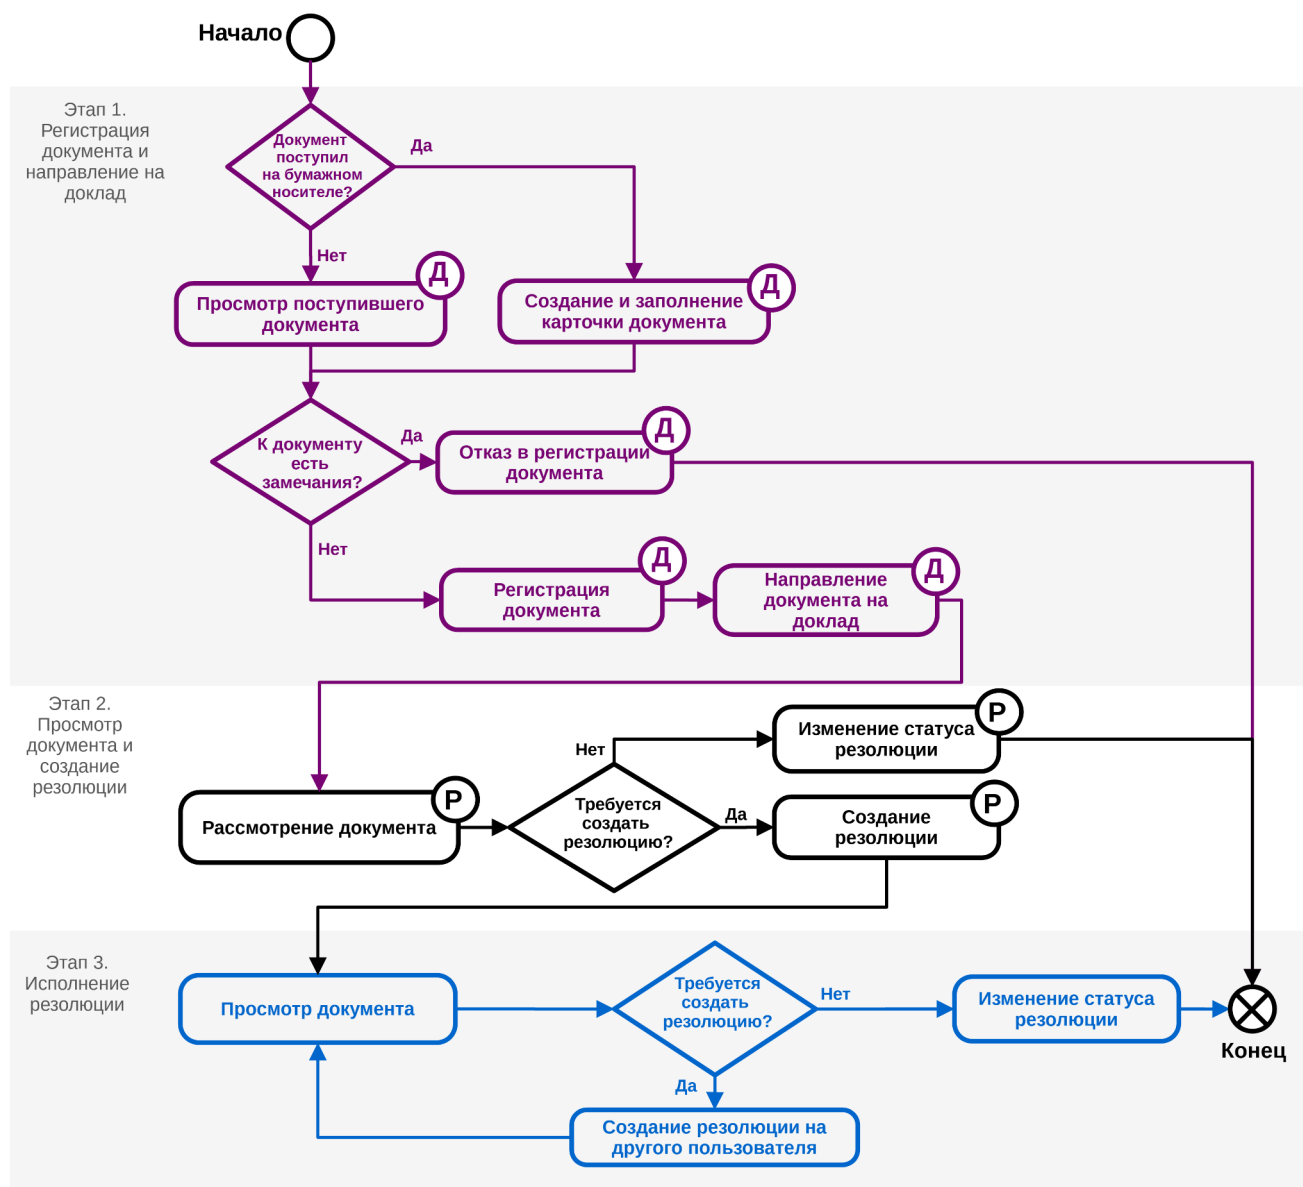 Начало
Этап 1.
Регистрация
документа и
направление на
доклад
Документ
поступил
на бумажном
носителе?
Да
Нет
Просмотр поступившего
документа
Д
Создание и заполнение
карточки документа
Д
К документу
есть
замечания?
Да
Отказ в регистрации
документа
Д
Нет
Регистрация
документа
Д
Направление
документа на
доклад
Д
Этап 2.
Просмотр
документа и
создание
резолюции
Рассмотрение документа
Р
Требуется
создать
резолюцию?
Нет
Изменение статуса
резолюции
Р
Да
Создание
резолюции
Р
Этап 3.
Исполнение
резолюции
Просмотр документа
Требуется
создать
резолюцию?
Нет
Изменение статуса
резолюции
Конец
Да
Создание резолюции на
другого пользователя